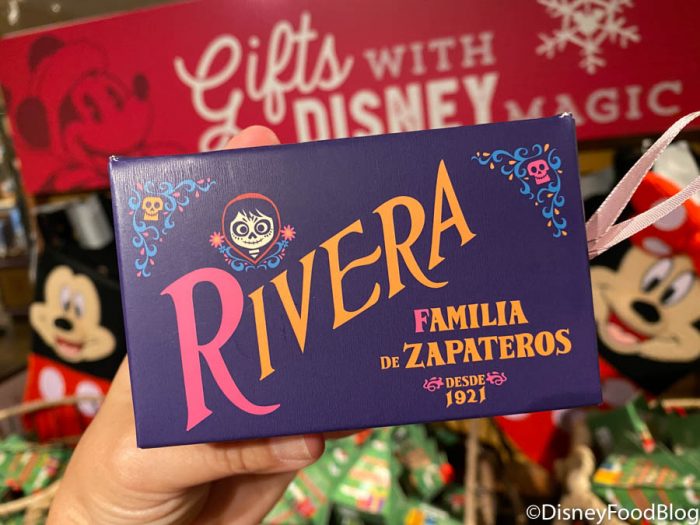 Gifts WITH
DISNEY MAGIC
RIVERA
FAMILIA
DE ZAPATEROS
DESDE
1921
©DisneyFoodBlog